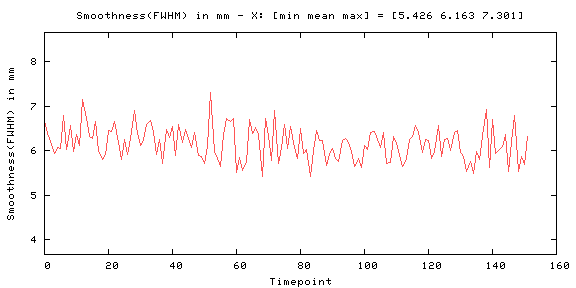 Smoothness(FWHM) in mm - X: [min mean max] = [5.426 6.163 7.301]
8
7
6
5
4
Smoothness(FWHM) in mm
0 20 40 60 80 100 120 140 160
Timepoint